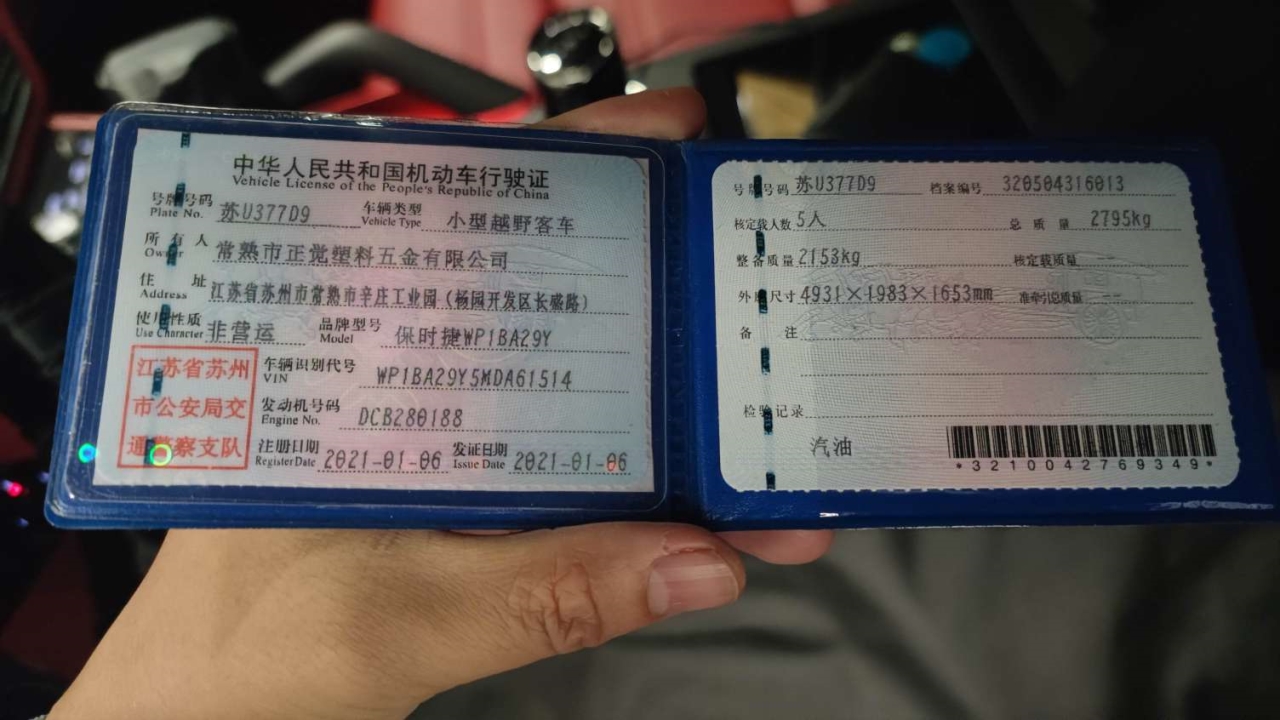 中华人民共和国机动车行驶证
Vehicle License of the People's Republic of China
号牌号码 苏U377D9 车辆类型 小型越野客车
Plate No. Vehicle Type
所有人 常熟市正觉塑料五金有限公司
Owner
住址 江苏省苏州市常熟市辛庄工业园(杨园开发区长盛路)
Address
使用性质 非营运 品牌型号 保时捷WP1BA29Y
Use Character Model
江苏省苏州
市公安局交
通警察支队
车辆识别代号 WP1BA29Y5MDA61514
VIN
发动机号码 DCB280188
Engine No.
注册日期 2021-01-06 发证日期 2021-01-06
Register Date Issue Date
号牌号码 苏U377D9 档案编号 320504316013
核定载人数 5人 总质量 2795kg
整备质量 2153kg 核定载质量 --
外廓尺寸 4931×1983×1653mm 准牵引总质量 --
备注
检验记录
汽油
*3210042769349*